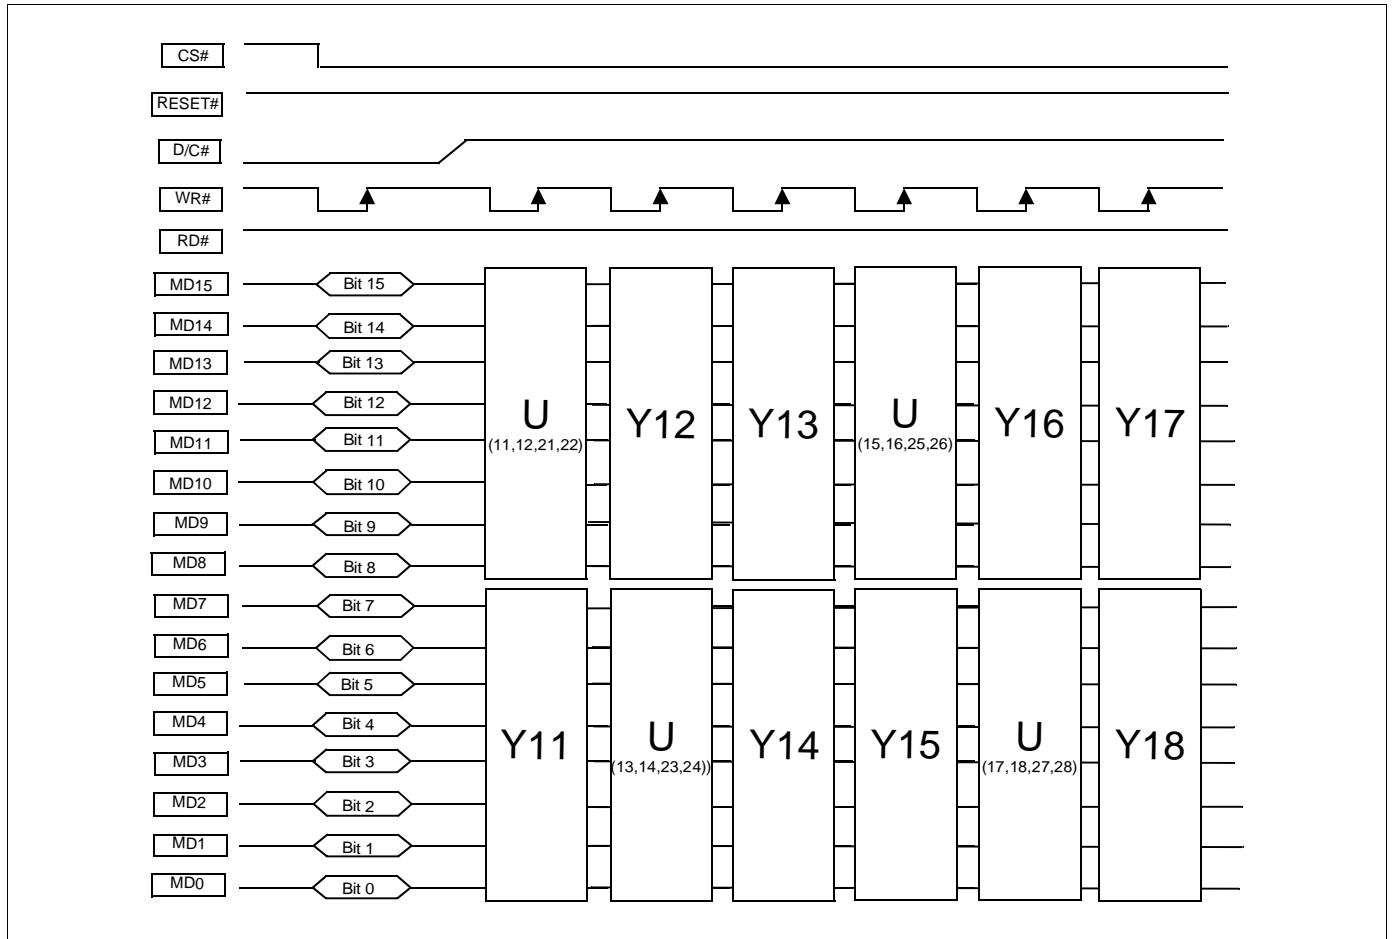 CS#
RESET#
D/C#
WR#
RD#
MD15 Bit 15
MD14 Bit 14
MD13 Bit 13
MD12 Bit 12
MD11 Bit 11
MD10 Bit 10
MD9 Bit 9
MD8 Bit 8
U Y12 Y13 U Y16 Y17
(11,12,21,22) (15,16,25,26)
MD7 Bit 7
MD6 Bit 6
MD5 Bit 5
MD4 Bit 4
MD3 Bit 3
MD2 Bit 2
MD1 Bit 1
MD0 Bit 0
Y11 U Y14 Y15 U Y18
(13,14,23,24)) (17,18,27,28)